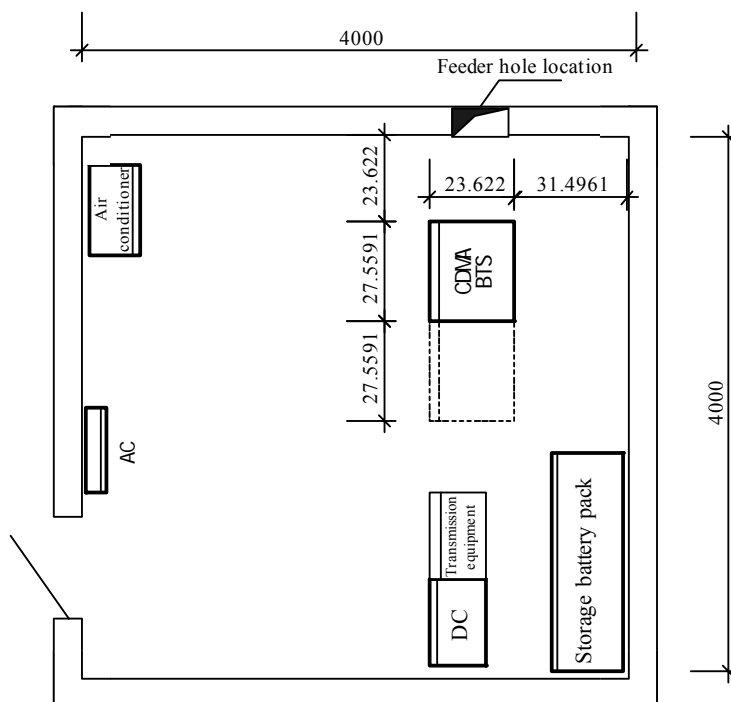 4000
Feeder hole location
23.622
23.622
31.4961
Air
conditioner
CDMA
BTS
27.5591
27.5591
4000
AC
Transmission
equipment
Storage battery pack
DC